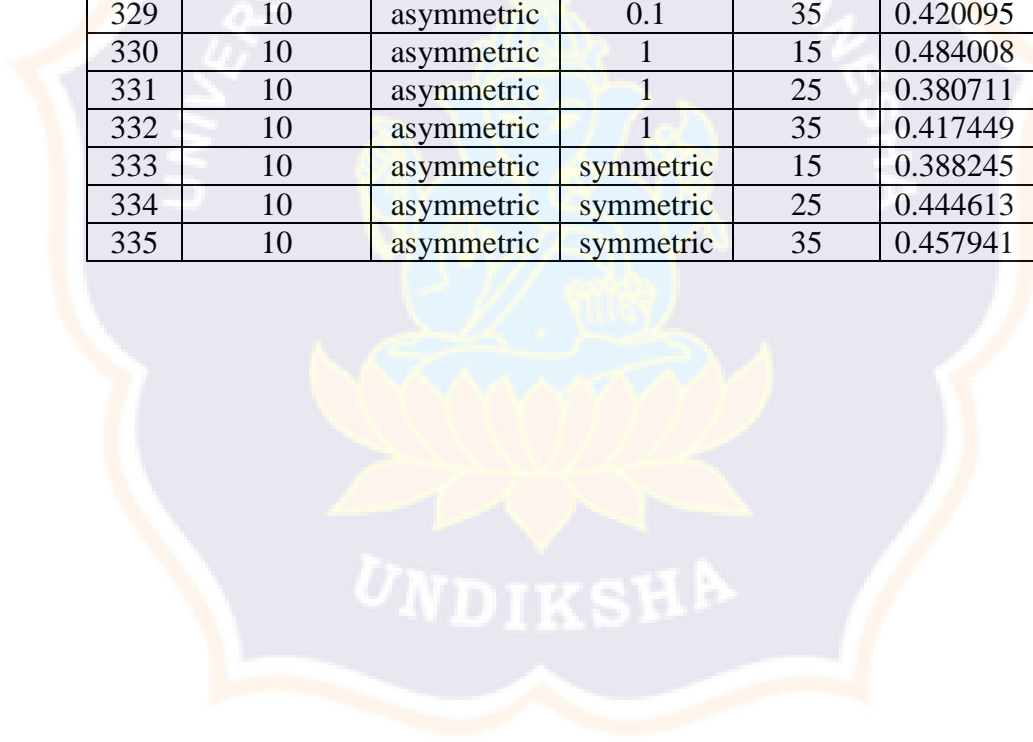 329 10 asymmetric 0.1 35 0.420095
330 10 asymmetric 1 15 0.484008
331 10 asymmetric 1 25 0.380711
332 10 asymmetric 1 35 0.417449
333 10 asymmetric symmetric 15 0.388245
334 10 asymmetric symmetric 25 0.444613
335 10 asymmetric symmetric 35 0.457941
UNDIKSHA